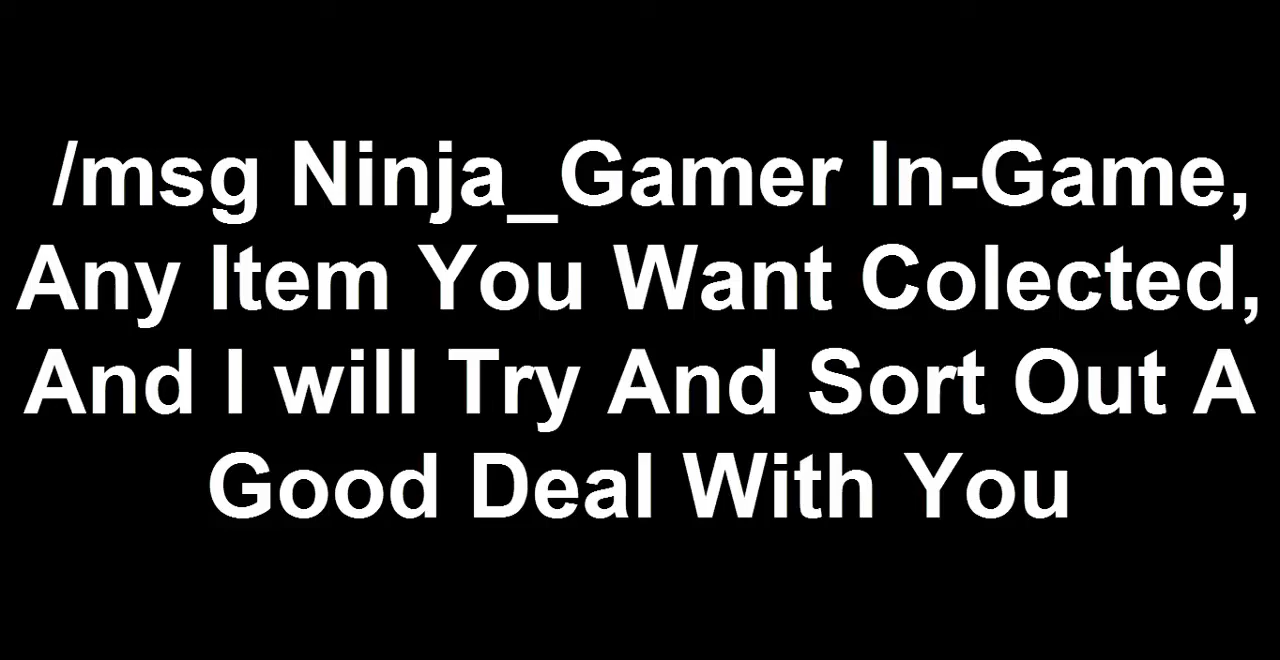 /msg Ninja_Gamer In-Game,
Any Item You Want Colected,
And I will Try And Sort Out A
Good Deal With You